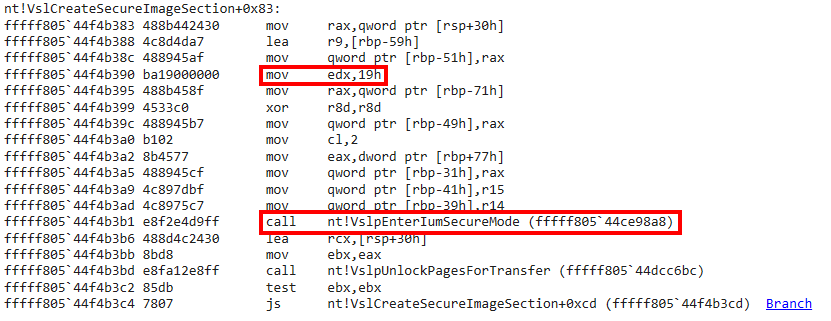 nt!VslCreateSecureImageSection+0x83:
fffff805`44f4b383 488b442430 mov rax,qword ptr [rsp+30h]
fffff805`44f4b388 4c8d4da7 lea r9,[rbp-59h]
fffff805`44f4b38c 488945af mov qword ptr [rbp-51h],rax
fffff805`44f4b390 ba19000000 mov edx,19h
fffff805`44f4b395 488b458f mov rax,qword ptr [rbp-71h]
fffff805`44f4b399 4533c0 xor r8d,r8d
fffff805`44f4b39c 488945b7 mov qword ptr [rbp-49h],rax
fffff805`44f4b3a0 b102 mov cl,2
fffff805`44f4b3a2 8b4577 mov eax,dword ptr [rbp+77h]
fffff805`44f4b3a5 488945cf mov qword ptr [rbp-31h],rax
fffff805`44f4b3a9 4c897dbf mov qword ptr [rbp-41h],r15
fffff805`44f4b3ad 4c8975c7 mov qword ptr [rbp-39h],r14
fffff805`44f4b3b1 e8f2e4d9ff call nt!VslpEnterIumSecureMode (fffff805`44ce98a8)
fffff805`44f4b3b6 488d4c2430 lea rcx,[rsp+30h]
fffff805`44f4b3bb 8bd8 mov ebx,eax
fffff805`44f4b3bd e8fa12e8ff call nt!VslpUnlockPagesForTransfer (fffff805`44dcc6bc)
fffff805`44f4b3c2 85db test ebx,ebx
fffff805`44f4b3c4 7807 js nt!VslCreateSecureImageSection+0xcd (fffff805`44f4b3cd) Branch